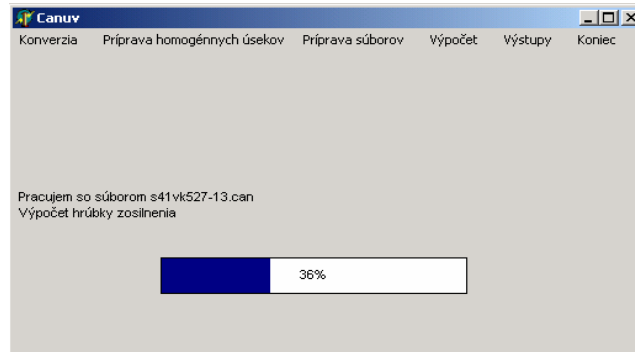 Canuv
Konverzia Príprava homogénnych úsekov Príprava súborov Výpočet Výstupy Koniec
Pracujem so súborom s41vk527-13.can
Výpočet hrúbky zosilnenia
36%